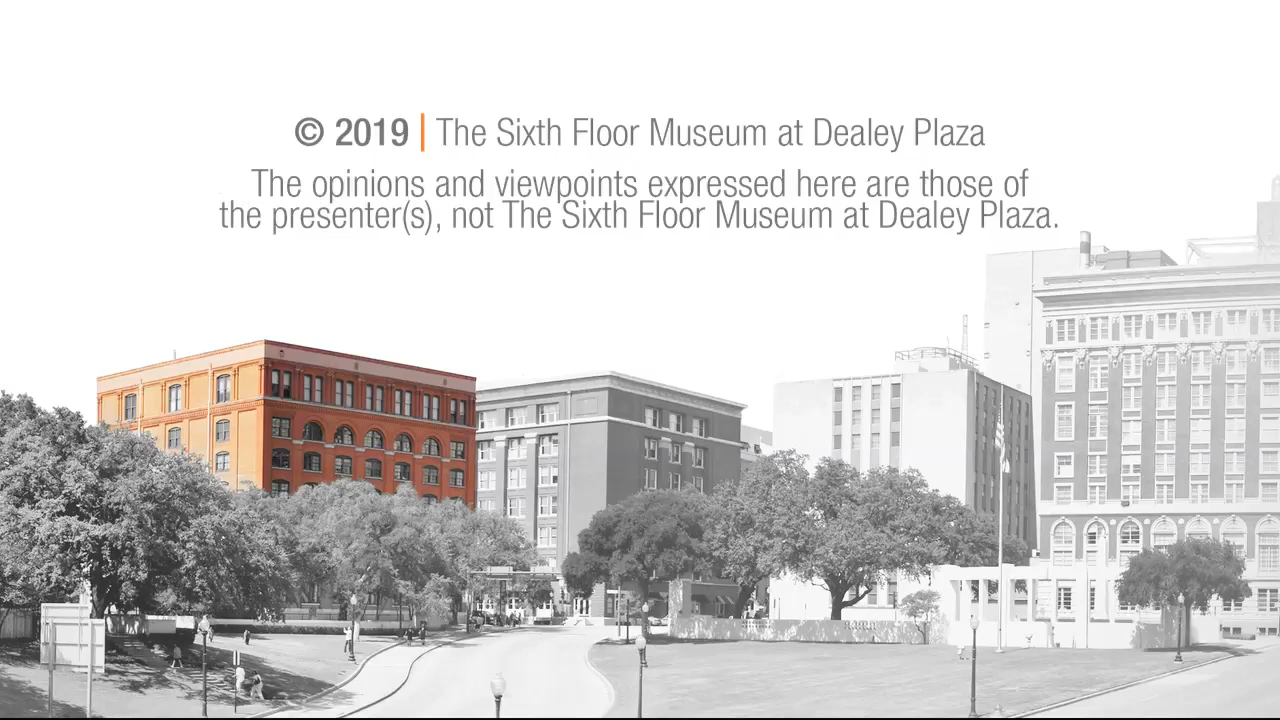 © 2019 | The Sixth Floor Museum at Dealey Plaza
The opinions and viewpoints expressed here are those of
the presenter(s), not The Sixth Floor Museum at Dealey Plaza.